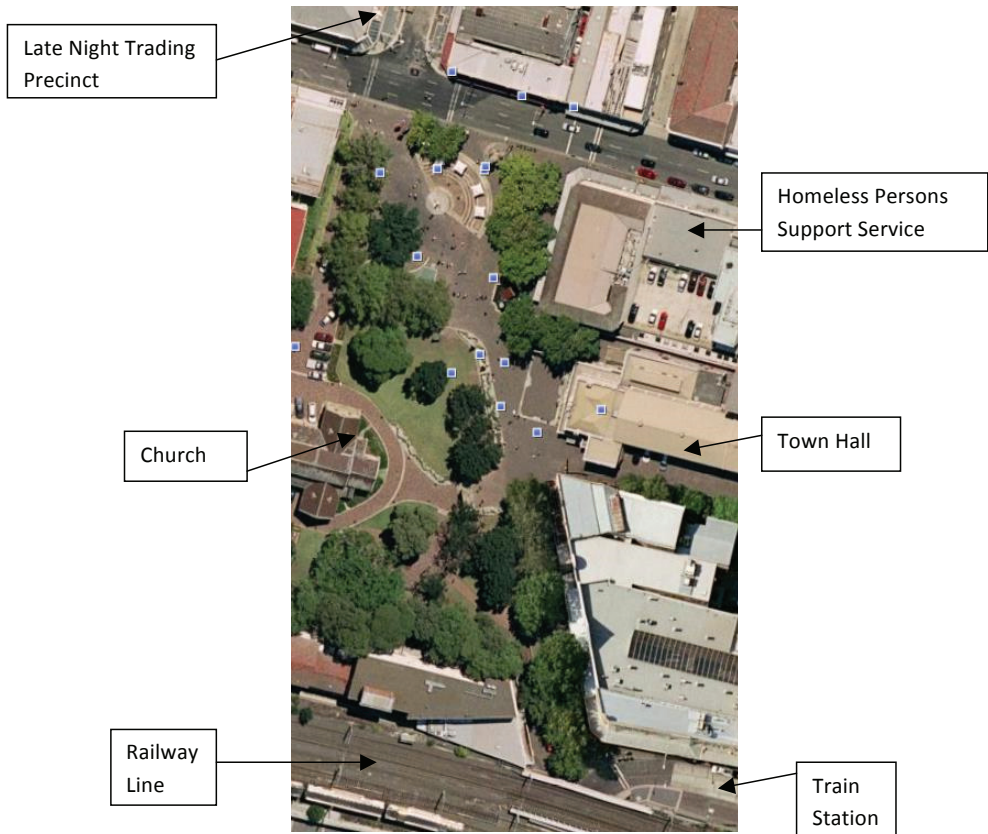 Late Night Trading
Precinct
Homeless Persons
Support Service
Church
Town Hall
Railway
Line
Train
Station